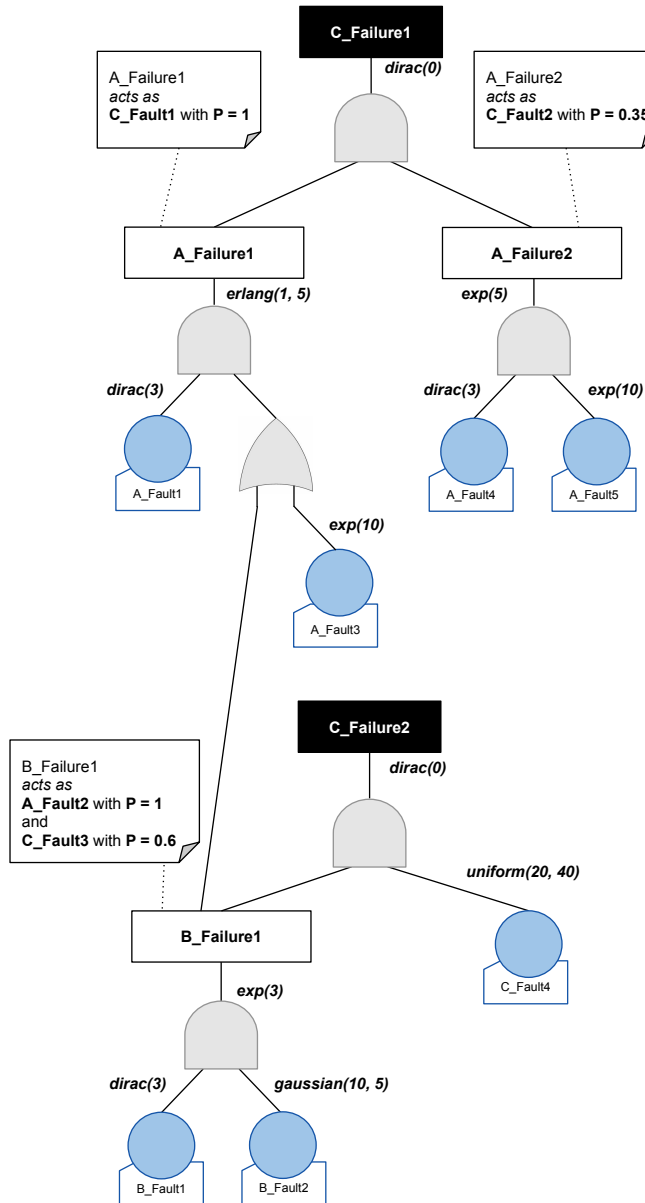 C_Failure1
dirac(0)
A_Failure1
acts as
C_Fault1 with P = 1
A_Failure2
acts as
C_Fault2 with P = 0.35
A_Failure1
A_Failure2
erlang(1, 5)
exp(5)
dirac(3)
dirac(3)
exp(10)
A_Fault1
A_Fault4
A_Fault5
exp(10)
A_Fault3
C_Failure2
dirac(0)
B_Failure1
acts as
A_Fault2 with P = 1
and
C_Fault3 with P = 0.6
uniform(20, 40)
B_Failure1
C_Fault4
exp(3)
dirac(3)
gaussian(10, 5)
B_Fault1
B_Fault2